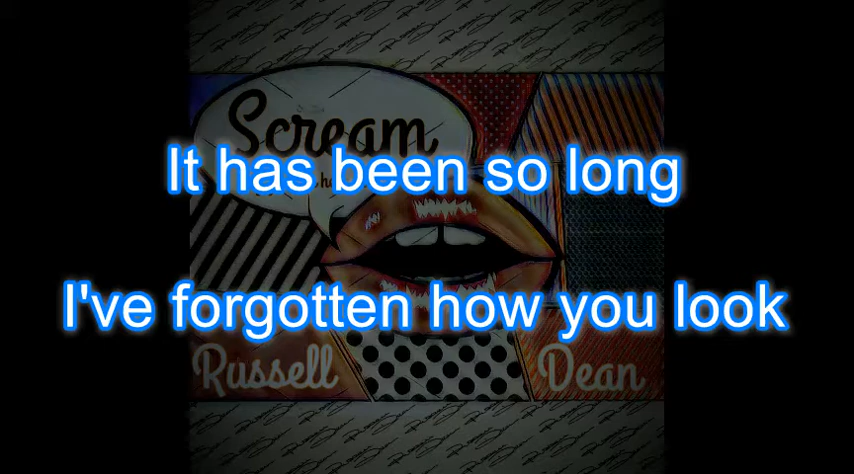 Scream
It has been so long
I've forgotten how you look
Russell Dean